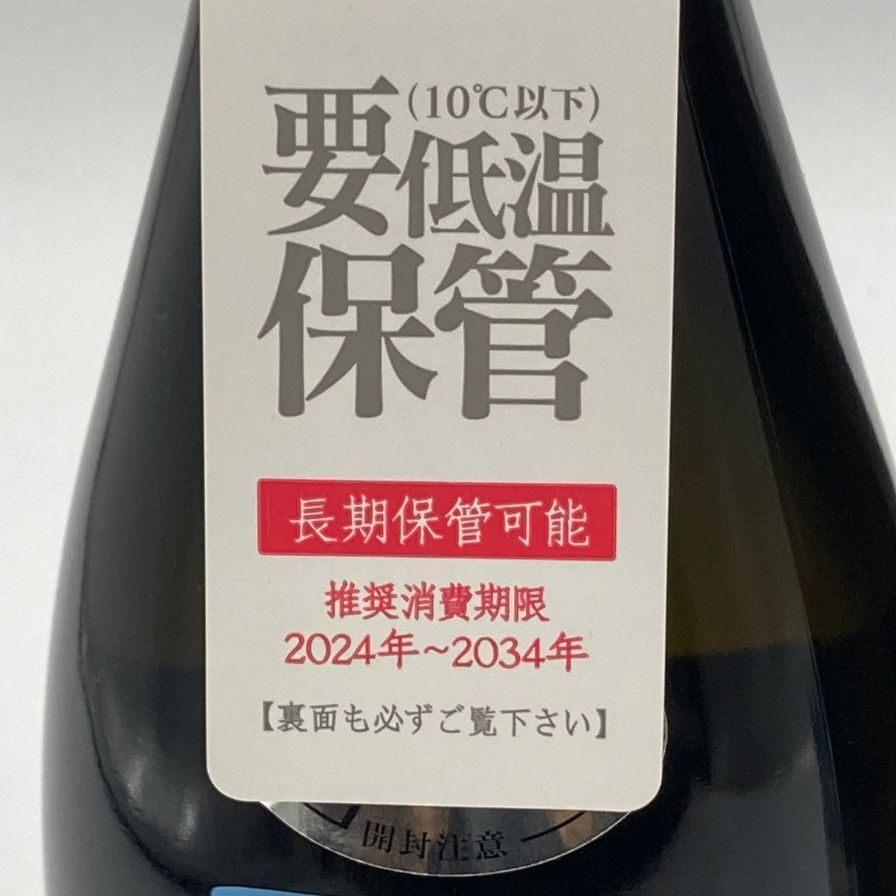 (10℃以下)
要低温
保管
長期保管可能
推奨消費期限
2024年～2034年
【裏面も必ずご覧下さい】
開封注意